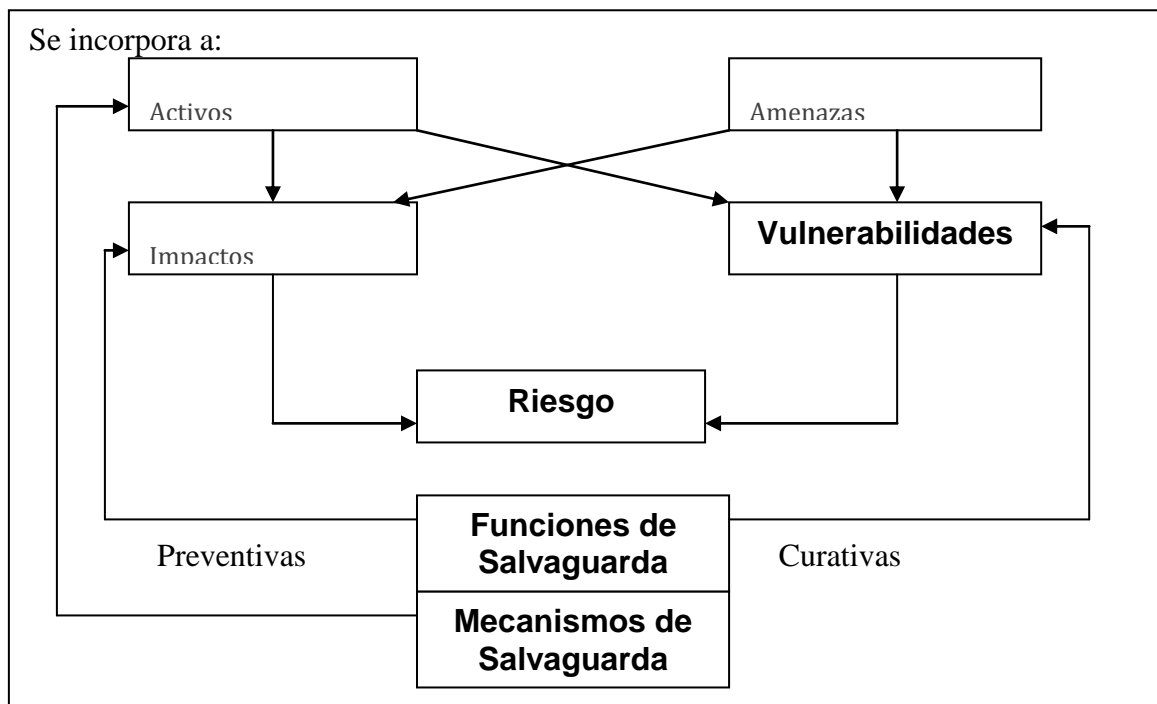 Se incorpora a:
Activos
Amenazas
Impactos
Vulnerabilidades
Riesgo
Funciones de
Salvaguarda
Preventivas
Curativas
Mecanismos de
Salvaguarda